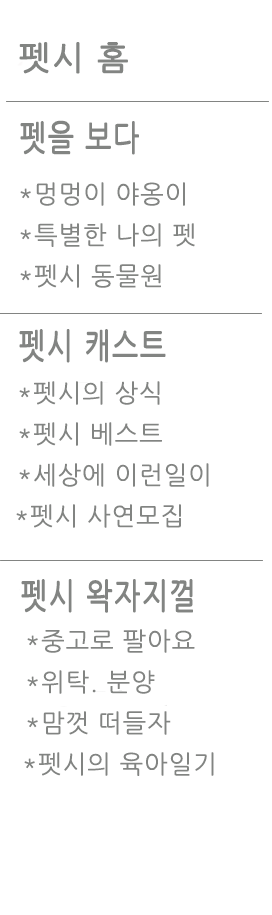 펫시 홈
펫을 보다
*멍멍이 야옹이
*특별한 나의 펫
*펫시 동물원
펫시 캐스트
*펫시의 상식
*펫시 베스트
*세상에 이런일이
*펫시 사연모집
펫시 왁자지껄
*중고로 팔아요
*위탁. 분양
*맘껏 떠들자
*펫시의 육아일기